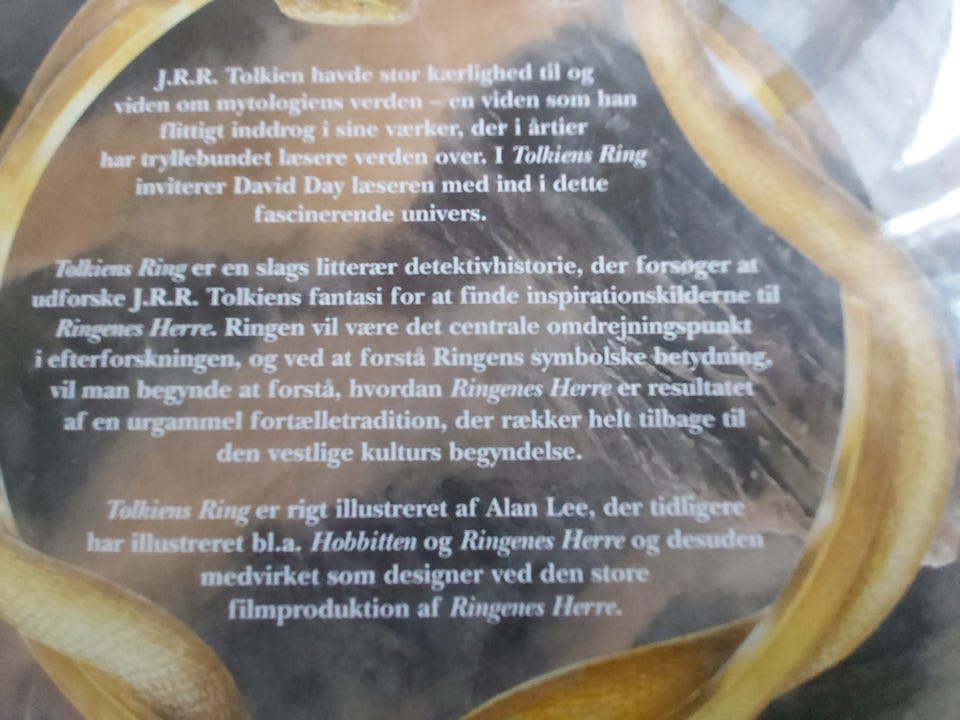 J.R.R. Tolkien havde stor kærlighed til og
viden om mytologiens verden – en viden som han
flittigt inddrog i sine værker, der i årtier
har tryllebundet læsere verden over. I Tolkiens Ring
inviterer David Day læseren med ind i dette
fascinerende univers.
Tolkiens Ring er en slags litterær detektivhistorie, der forsøger at
udforske J.R.R. Tolkiens fantasi for at finde inspirationskilderne til
Ringenes Herre. Ringen vil være det centrale omdrejningspunkt
i efterforskningen, og ved at forstå Ringens symbolske betydning,
vil man begynde at forstå, hvordan Ringenes Herre er resultatet
af en urgammel fortælletradition, der rækker helt tilbage til
den vestlige kulturs begyndelse.
Tolkiens Ring er rigt illustreret af Alan Lee, der tidligere
har illustreret bl.a. Hobbitten og Ringenes Herre og desuden
medvirket som designer ved den store
filmproduktion af Ringenes Herre.